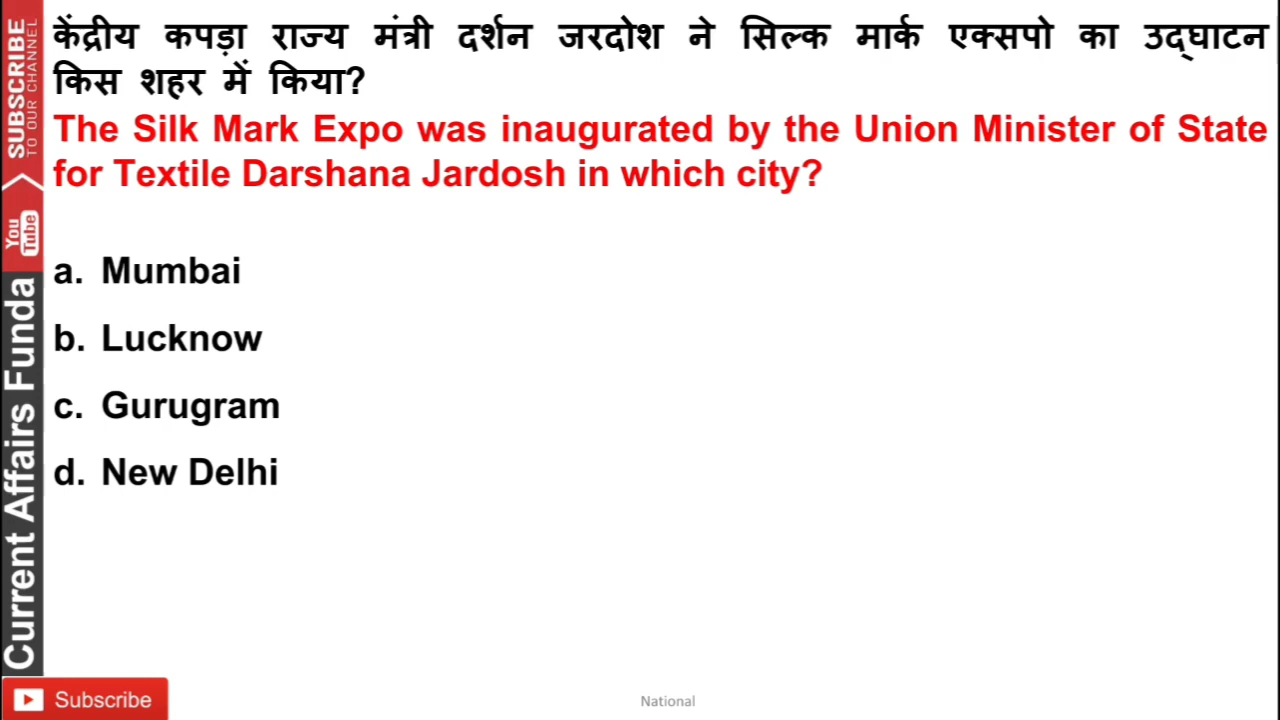 केंद्रीय कपड़ा राज्य मंत्री दर्शन जरदोश ने सिल्क मार्क एक्सपो का उद्घाटन
किस शहर में किया?
The Silk Mark Expo was inaugurated by the Union Minister of State
for Textile Darshana Jardosh in which city?
a. Mumbai
b. Lucknow
c. Gurugram
d. New Delhi
SUBSCRIBE
TO OUR CHANNEL
You
Tube
Current Affairs Funda
Subscribe
National